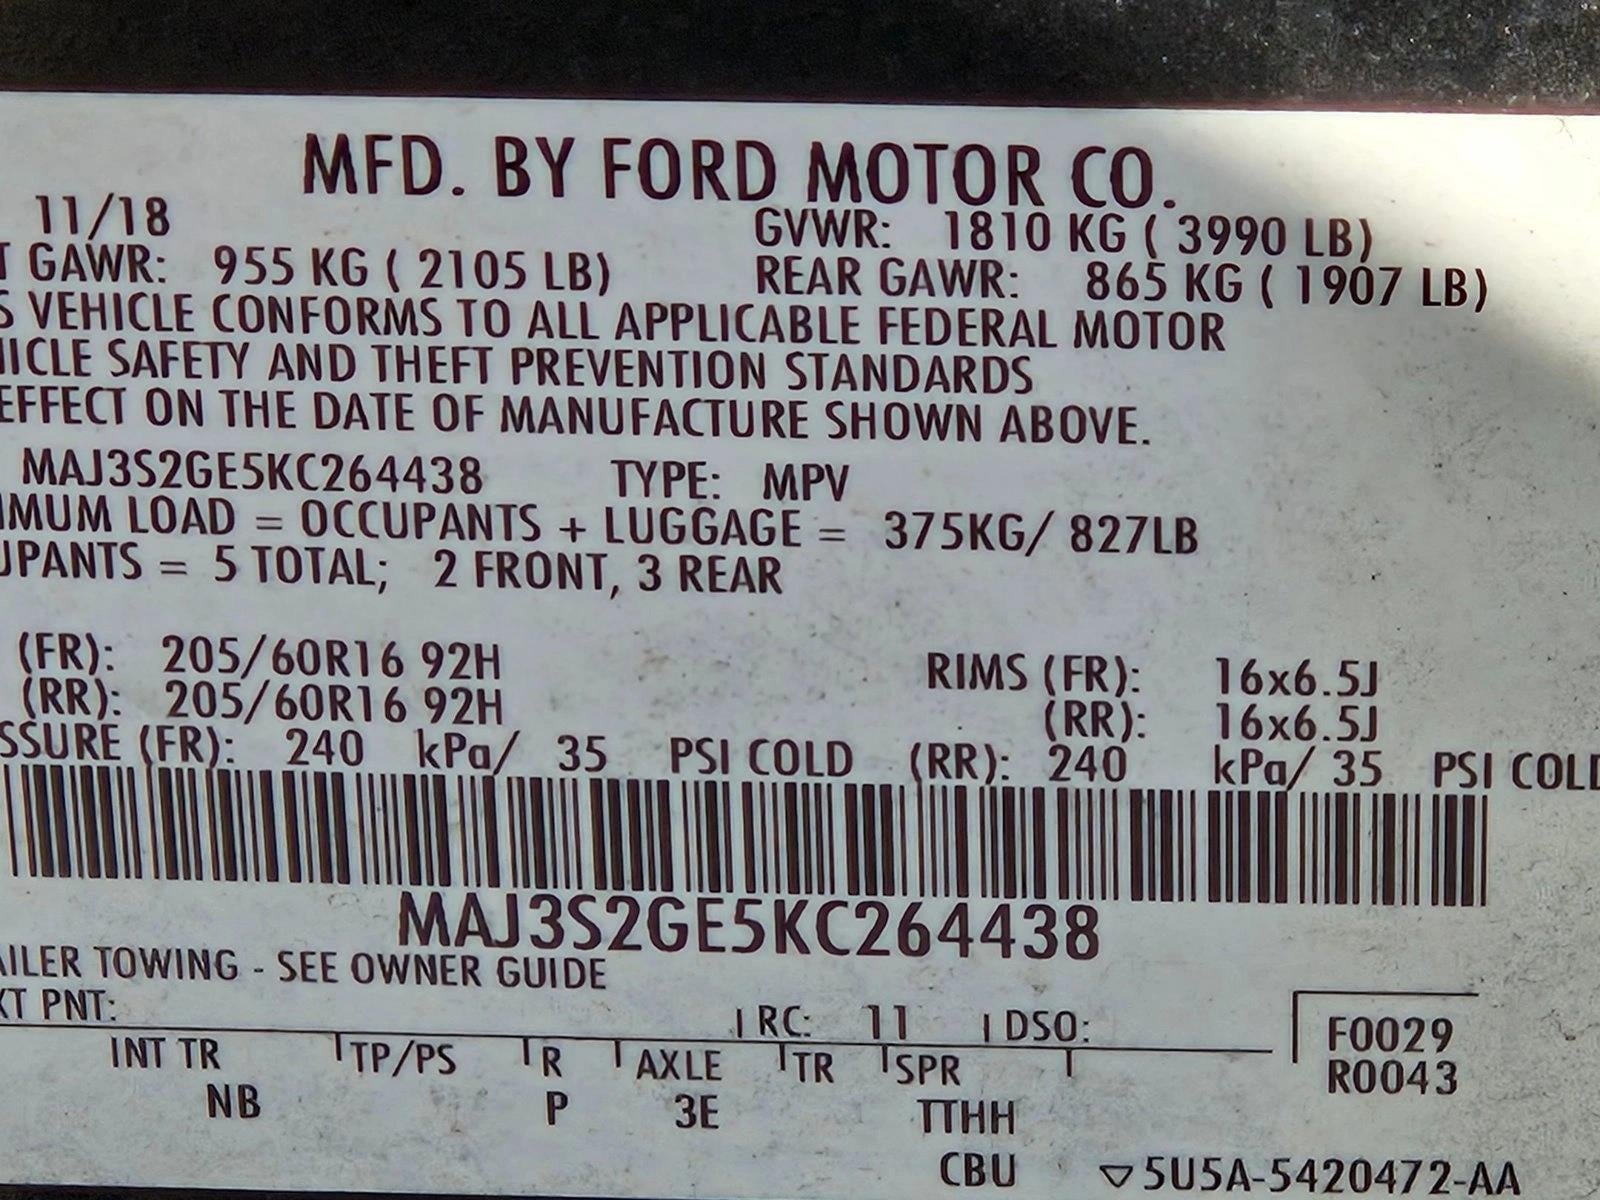 MFD. BY FORD MOTOR CO.
11/18 GVWR: 1810 KG ( 3990 LB)
T GAWR: 955 KG ( 2105 LB) REAR GAWR: 865 KG ( 1907 LB)
S VEHICLE CONFORMS TO ALL APPLICABLE FEDERAL MOTOR
HICLE SAFETY AND THEFT PREVENTION STANDARDS
EFFECT ON THE DATE OF MANUFACTURE SHOWN ABOVE.
MAJ3S2GE5KC264438 TYPE: MPV
IMUM LOAD = OCCUPANTS + LUGGAGE = 375KG/ 827LB
UPANTS = 5 TOTAL; 2 FRONT, 3 REAR
(FR): 205/60R16 92H RIMS (FR): 16x6.5J
(RR): 205/60R16 92H (RR): 16x6.5J
SSURE (FR): 240 kPa/ 35 PSI COLD (RR): 240 kPa/ 35 PSI COLD
MAJ3S2GE5KC264438
AILER TOWING - SEE OWNER GUIDE
XT PNT: RC: 11 DSO: F0029
INT TR TP/PS R AXLE TR SPR R0043
NB P 3E TTHH
CBU ▽5U5A-5420472-AA